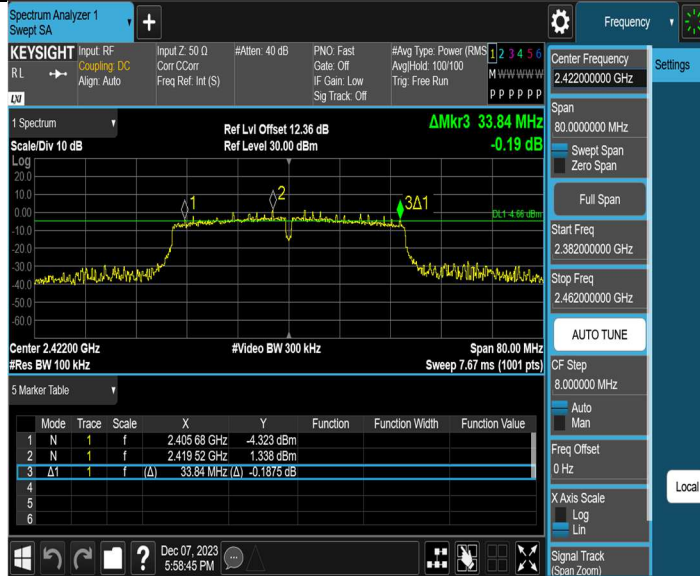 Spectrum Analyzer 1
Swept SA
Frequency
KEYSIGHT
RL
LXI
Input: RF
Coupling: DC
Align: Auto
Input Z: 50 Ω
Corr CCorr
Freq Ref: Int (S)
#Atten: 40 dB
PNO: Fast
Gate: Off
IF Gain: Low
Sig Track: Off
#Avg Type: Power (RMS
Avg|Hold: 100/100
Trig: Free Run
1 2 3 4 5 6
M W W W W W
P P P P P P
Center Frequency
2.422000000 GHz
Settings
1 Spectrum
Scale/Div 10 dB
Ref Lvl Offset 12.36 dB
Ref Level 30.00 dBm
ΔMkr3 33.84 MHz
-0.19 dB
Span
80.0000000 MHz
Swept Span
Zero Span
Log
20.0
10.0
0.00
-10.0
-20.0
-30.0
-40.0
-50.0
-60.0
1
2
3Δ1
DL1 -4.66 dBm
Full Span
Start Freq
2.382000000 GHz
Stop Freq
2.462000000 GHz
AUTO TUNE
Center 2.42200 GHz
#Res BW 100 kHz
#Video BW 300 kHz
Span 80.00 MHz
Sweep 7.67 ms (1001 pts)
CF Step
8.000000 MHz
Auto
Man
5 Marker Table
Mode Trace Scale X Y Function Function Width Function Value
1 N 1 f 2.405 68 GHz -4.323 dBm
2 N 1 f 2.419 52 GHz 1.338 dBm
3 Δ1 1 f (Δ) 33.84 MHz (Δ) -0.1875 dB
4
5
6
Freq Offset
0 Hz
Local
X Axis Scale
Log
Lin
Signal Track
(Span Zoom)
?
Dec 07, 2023
5:58:45 PM